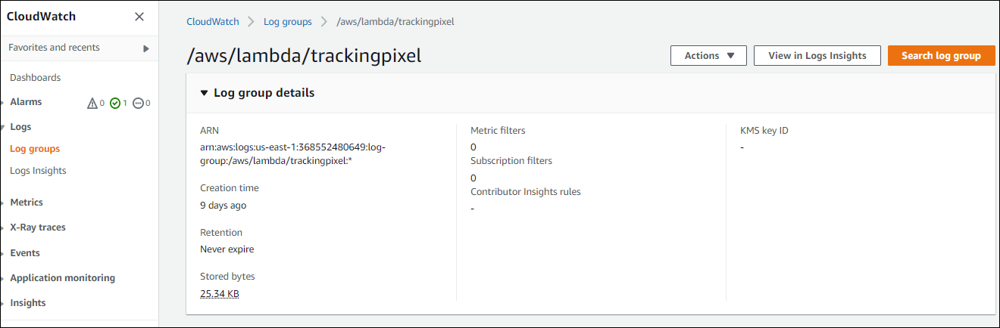 CloudWatch
Favorites and recents
Dashboards
Alarms 0 1 0
Logs
Log groups
Logs Insights
Metrics
X-Ray traces
Events
Application monitoring
Insights
CloudWatch Log groups /aws/lambda/trackingpixel
/aws/lambda/trackingpixel
Actions
View in Logs Insights
Search log group
Log group details
ARN
arn:aws:logs:us-east-1:368552480649:log-
group:/aws/lambda/trackingpixel:*
Creation time
9 days ago
Retention
Never expire
Stored bytes
25.34 KB
Metric filters
0
Subscription filters
0
Contributor Insights rules
-
KMS key ID
-